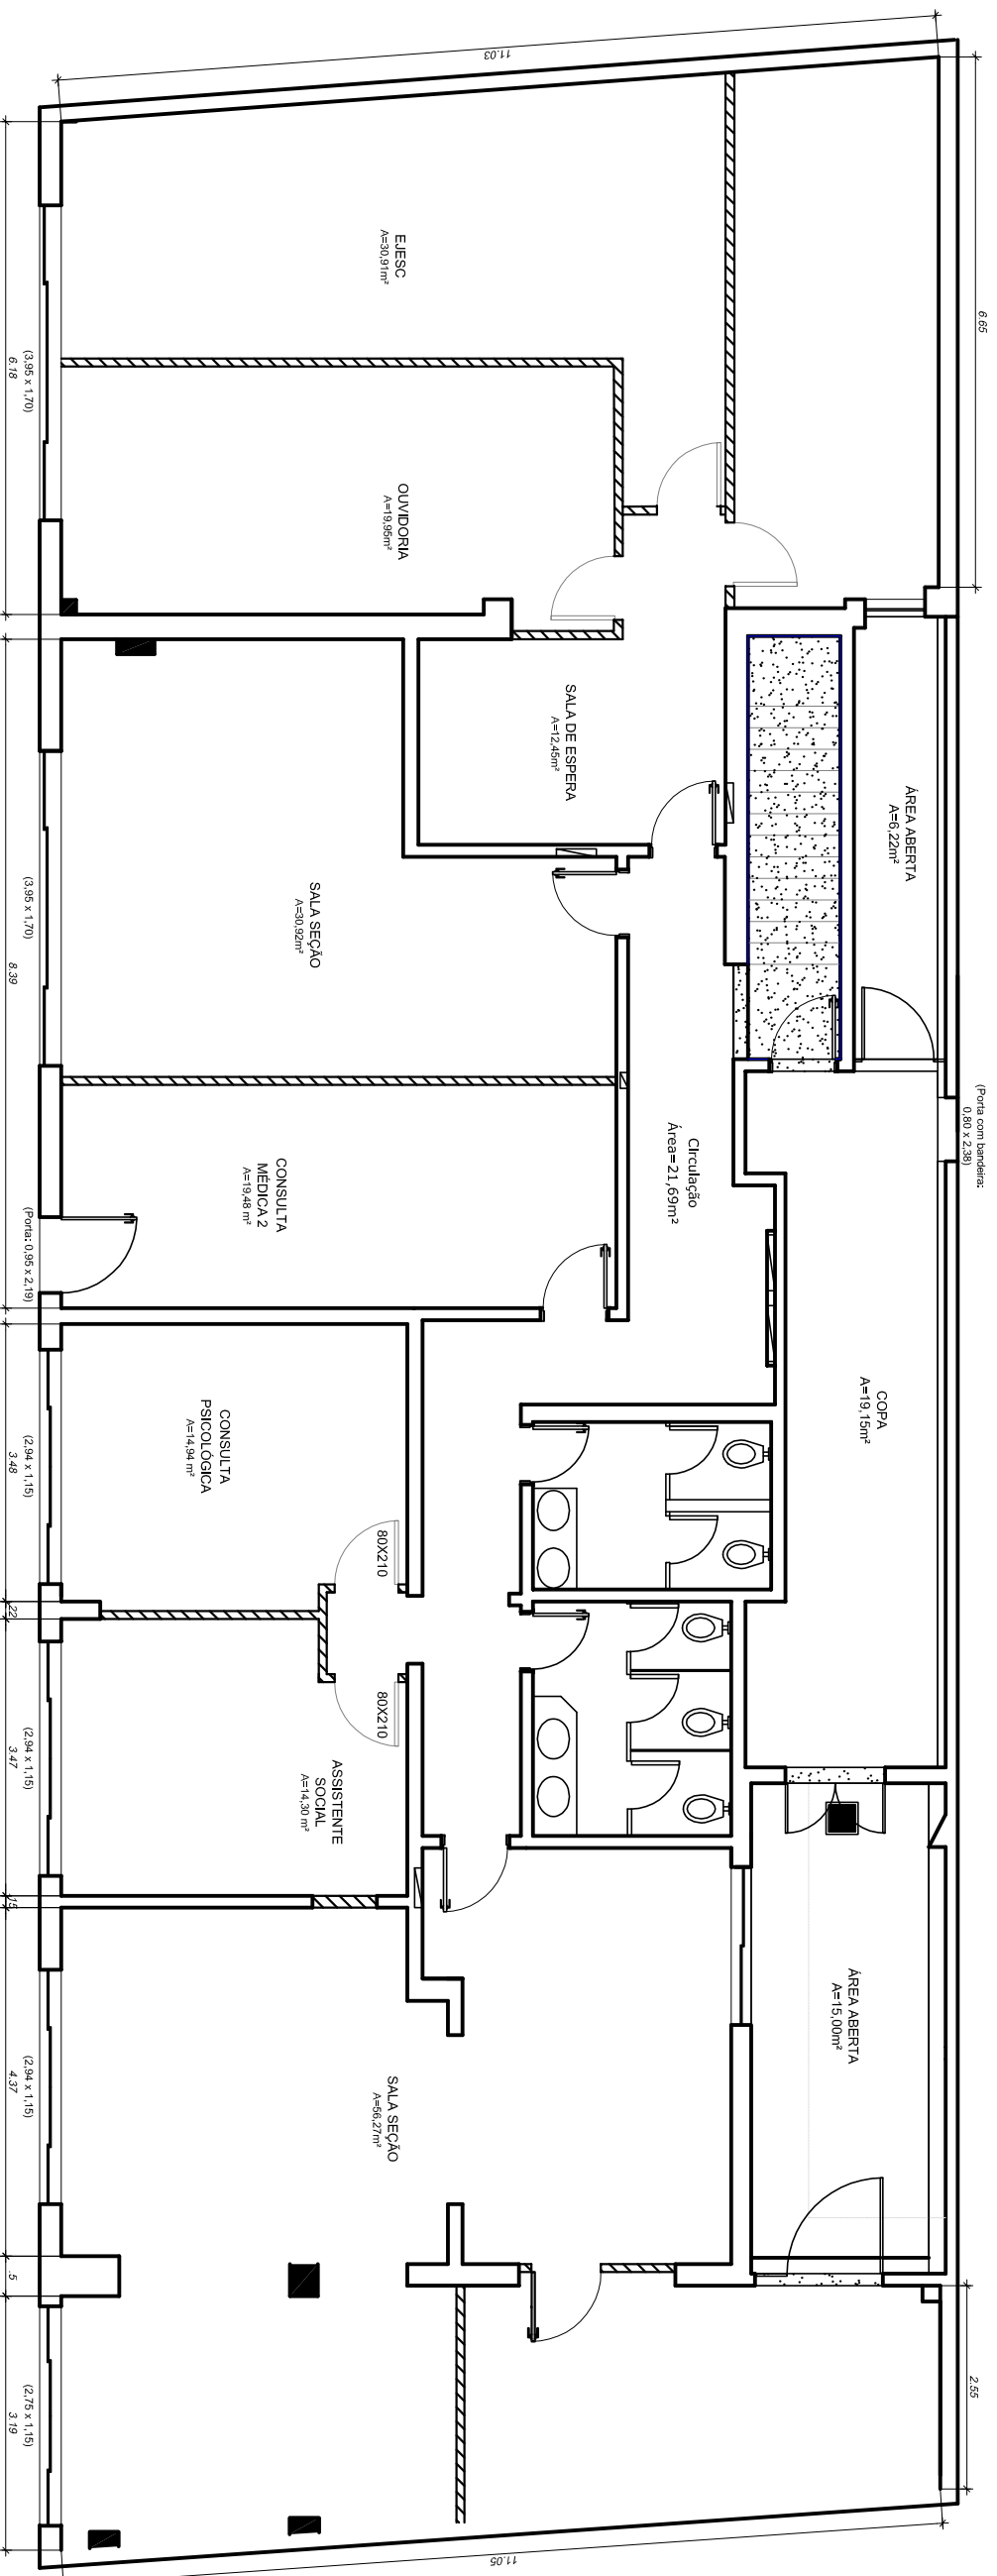 11.03
6.65
EJESC
A=30,91m²
(3,95 x 1,70)
6.18
OUVIDORIA
A=19,95m²
SALA DE ESPERA
A=12,45m²
ÁREA ABERTA
A=6,22m²
SALA SEÇÃO
A=30,92m²
(3,95 x 1,70)
8.39
(Porta com bandeira:
0,80 x 2,38)
CIrculação
Área=21,69m²
CONSULTA
MÉDICA 2
A=19,48 m²
(Porta: 0,95 x 2,19)
COPA
A=19,15m²
CONSULTA
PSICOLÓGICA
A=14,94 m²
(2,94 x 1,15)
3.48
80X210
.22
80X210
ASSISTENTE
SOCIAL
A=14,30 m²
(2,94 x 1,15)
3.47
.15
ÁREA ABERTA
A=15,00m²
SALA SEÇÃO
A=56,27m²
(2,94 x 1,15)
4.37
.5
2.55
(2,75 x 1,15)
3.19
11.05